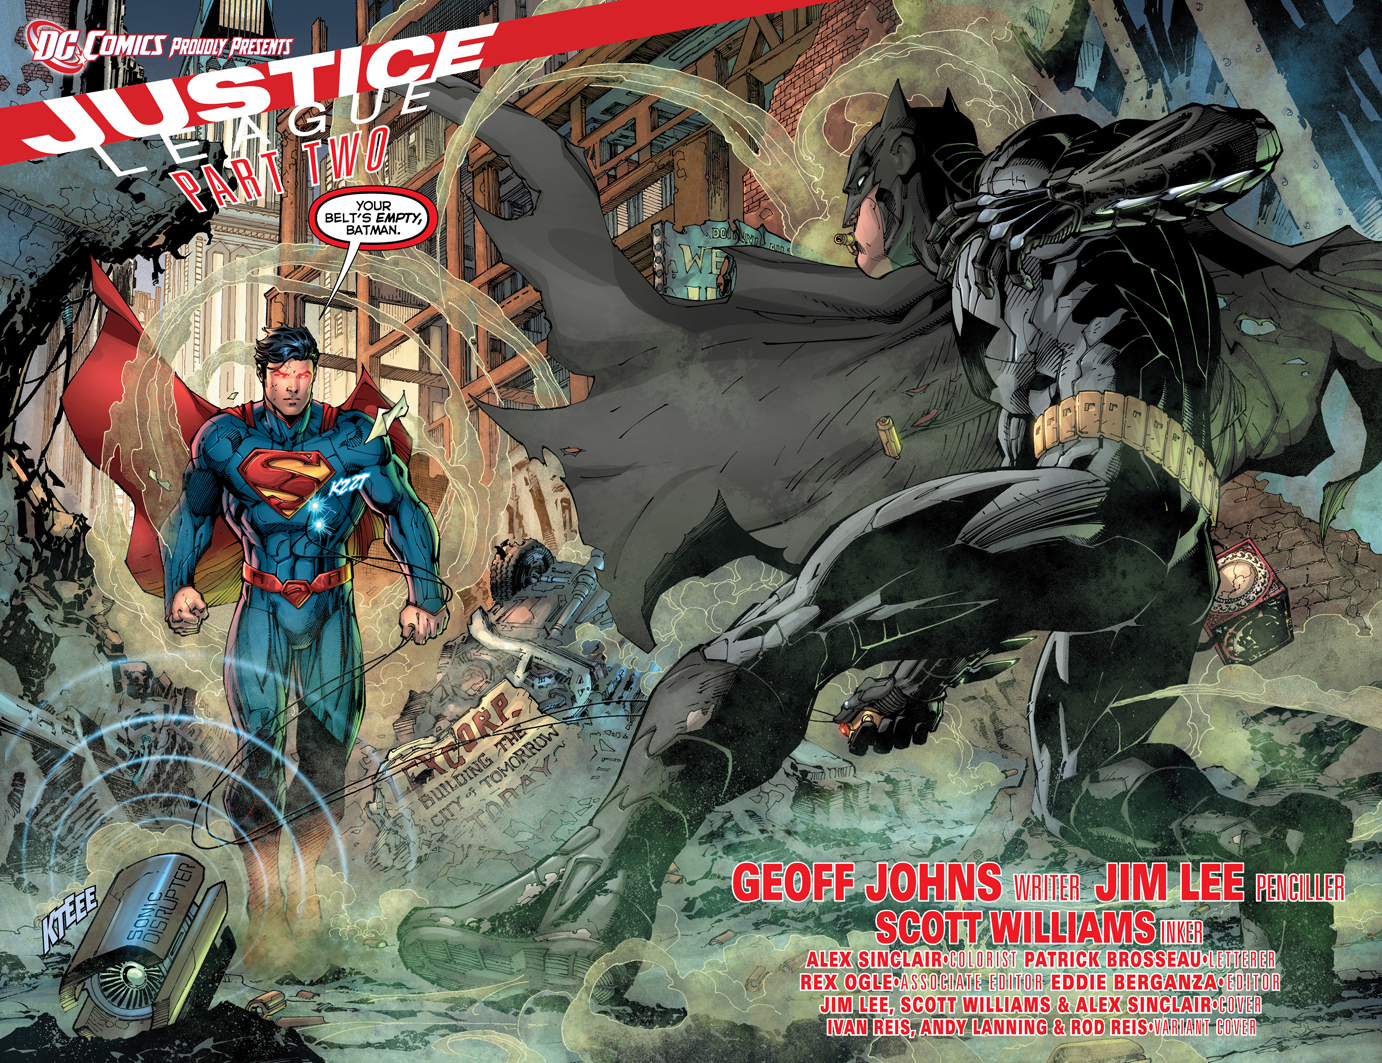 DC COMICS PROUDLY PRESENTS
JUSTICE
LEAGUE
PART TWO
YOUR
BELT'S EMPTY,
BATMAN.
WE
KZZT
LEXCORP.
BUILDING THE
CITY of TOMORROW
TODAY
KTEEE
SONIC
DISRUPTER
GEOFF JOHNS WRITER JIM LEE PENCILLER
SCOTT WILLIAMS INKER
ALEX SINCLAIR•COLORIST PATRICK BROSSEAU•LETTERER
REX OGLE•ASSOCIATE EDITOR EDDIE BERGANZA•EDITOR
JIM LEE, SCOTT WILLIAMS & ALEX SINCLAIR•COVER
IVAN REIS, ANDY LANNING & ROD REIS•VARIANT COVER